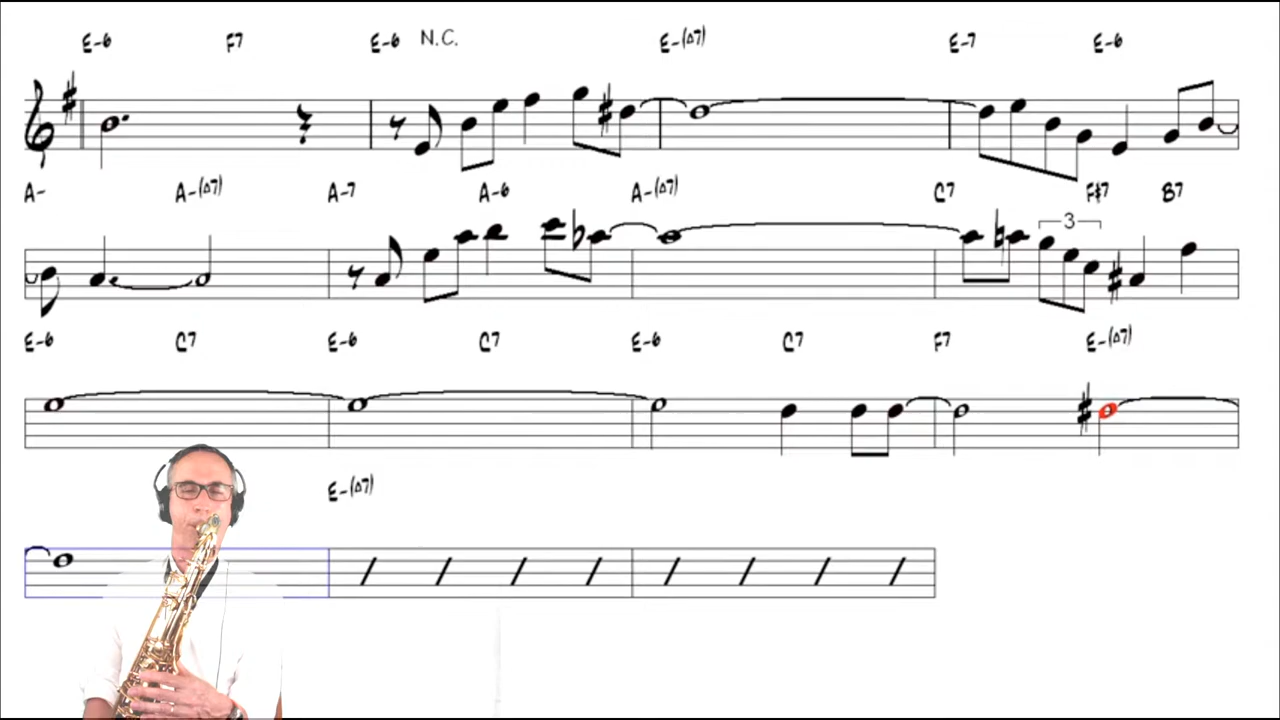 E-6 F7 E-6 N.C. E-(Δ7) E-7 E-6
A- A-(Δ7) A-7 A-6 A-(Δ7) C7 F#7 B7
3
E-6 C7 E-6 C7 E-6 C7 F7 E-(Δ7)
E-(Δ7)